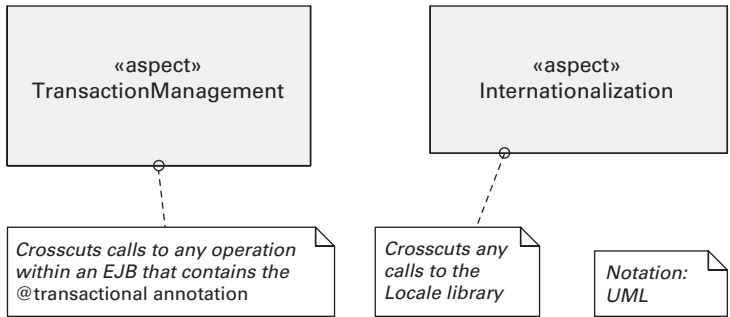 «aspect»
TransactionManagement
«aspect»
Internationalization
Crosscuts calls to any operation
within an EJB that contains the
@transactional annotation
Crosscuts any
calls to the
Locale library
Notation:
UML